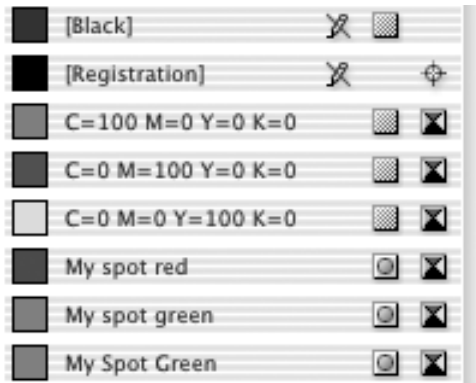 [Black]
[Registration]
C=100 M=0 Y=0 K=0
C=0 M=100 Y=0 K=0
C=0 M=0 Y=100 K=0
My spot red
My spot green
My Spot Green